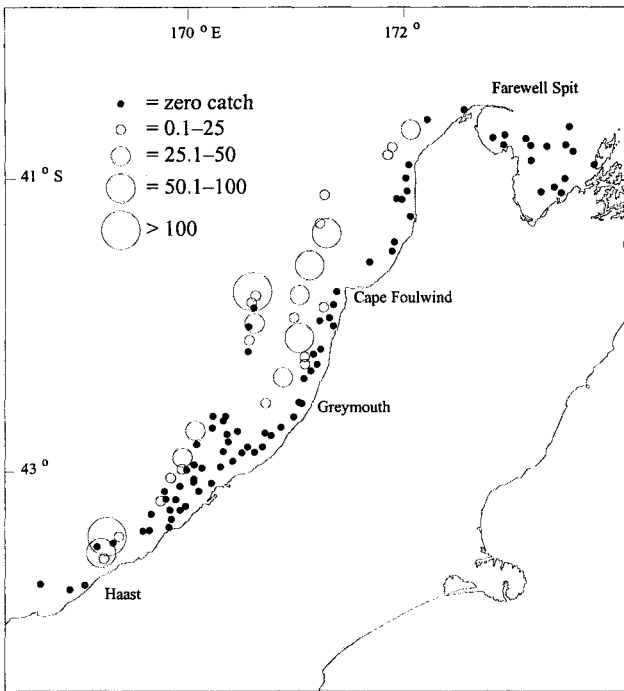 170 ° E
172 °
Farewell Spit
= zero catch
= 0.1–25
= 25.1–50
= 50.1–100
> 100
41 ° S
Cape Foulwind
Greymouth
43 °
Haast